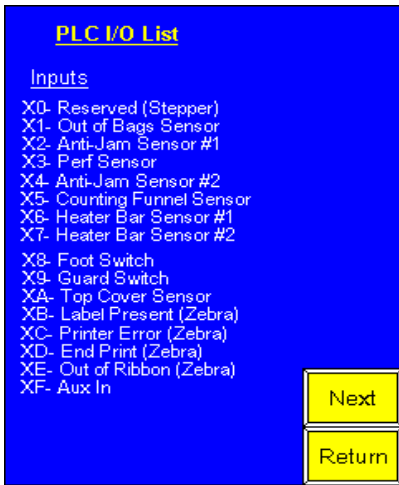 PLC I/O List
Inputs
X0- Reserved (Stepper)
X1- Out of Bags Sensor
X2- Anti-Jam Sensor #1
X3- Perf Sensor
X4- Anti-Jam Sensor #2
X5- Counting Funnel Sensor
X6- Heater Bar Sensor #1
X7- Heater Bar Sensor #2
X8- Foot Switch
X9- Guard Switch
XA- Top Cover Sensor
XB- Label Present (Zebra)
XC- Printer Error (Zebra)
XD- End Print (Zebra)
XE- Out of Ribbon (Zebra)
XF- Aux In
Next
Return